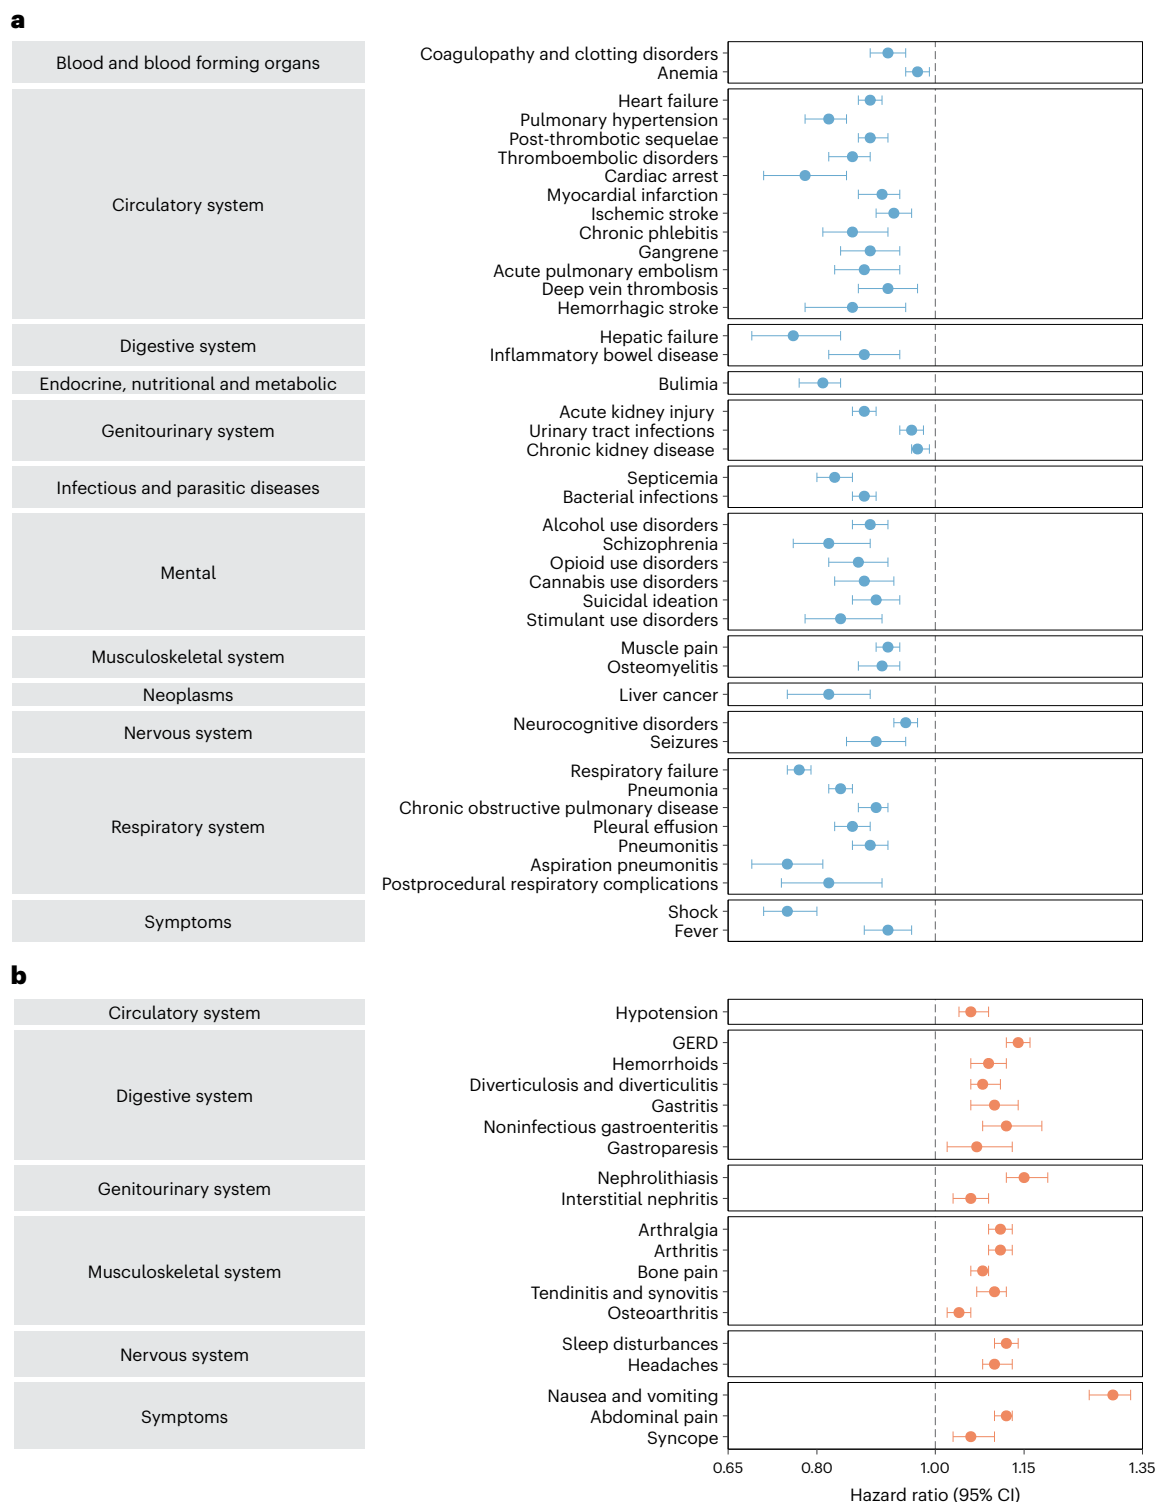 a
Blood and blood forming organs
Coagulopathy and clotting disorders
Anemia
Circulatory system
Heart failure
Pulmonary hypertension
Post-thrombotic sequelae
Thromboembolic disorders
Cardiac arrest
Myocardial infarction
Ischemic stroke
Chronic phlebitis
Gangrene
Acute pulmonary embolism
Deep vein thrombosis
Hemorrhagic stroke
Digestive system
Hepatic failure
Inflammatory bowel disease
Endocrine, nutritional and metabolic
Bulimia
Genitourinary system
Acute kidney injury
Urinary tract infections
Chronic kidney disease
Infectious and parasitic diseases
Septicemia
Bacterial infections
Mental
Alcohol use disorders
Schizophrenia
Opioid use disorders
Cannabis use disorders
Suicidal ideation
Stimulant use disorders
Musculoskeletal system
Muscle pain
Osteomyelitis
Neoplasms
Liver cancer
Nervous system
Neurocognitive disorders
Seizures
Respiratory system
Respiratory failure
Pneumonia
Chronic obstructive pulmonary disease
Pleural effusion
Pneumonitis
Aspiration pneumonitis
Postprocedural respiratory complications
Symptoms
Shock
Fever
b
Circulatory system
Hypotension
Digestive system
GERD
Hemorrhoids
Diverticulosis and diverticulitis
Gastritis
Noninfectious gastroenteritis
Gastroparesis
Genitourinary system
Nephrolithiasis
Interstitial nephritis
Musculoskeletal system
Arthralgia
Arthritis
Bone pain
Tendinitis and synovitis
Osteoarthritis
Nervous system
Sleep disturbances
Headaches
Symptoms
Nausea and vomiting
Abdominal pain
Syncope
0.65 0.80 1.00 1.15 1.35
Hazard ratio (95% CI)